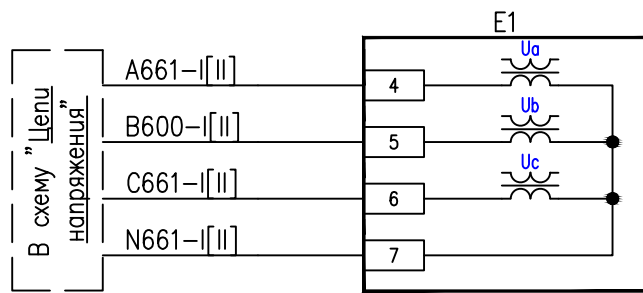 E1
Ua
A661-I[II]
4
Ub
B600-I[II]
5
Uc
C661-I[II]
6
N661-I[II]
7
В схему "Цепи
напряжения"